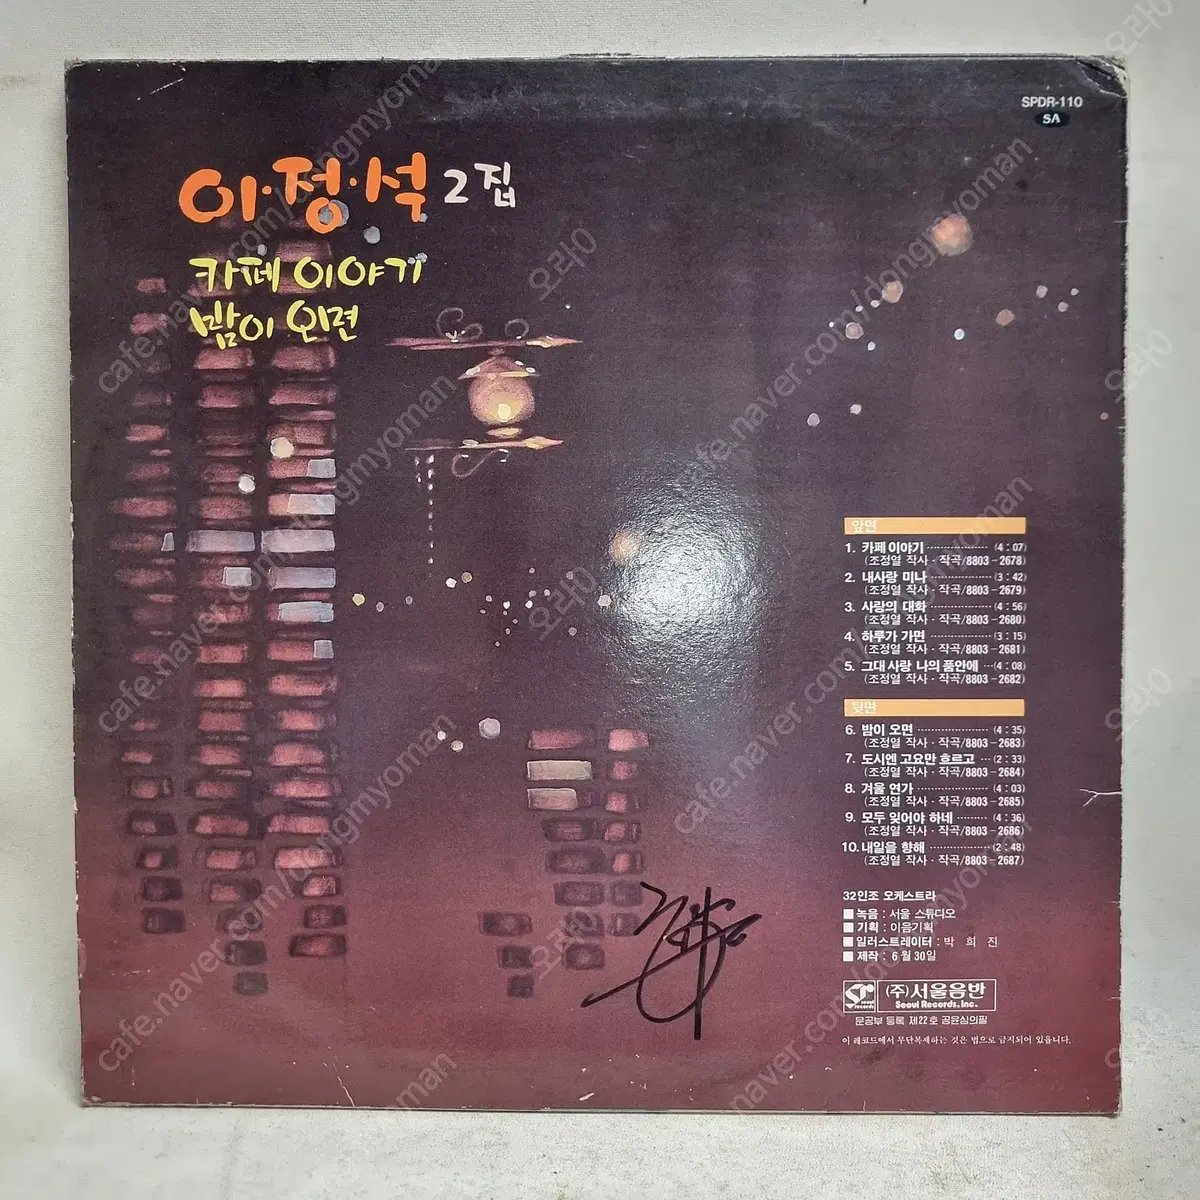 SPDR-110
SA
이·정·석 2집
카페 이야기
밤이 오면
앞면
1. 카페 이야기 (4 : 07)
(조정열 작사 · 작곡/8803-2678)
2. 내사랑 미나 (3 : 42)
(조정열 작사 · 작곡/8803-2679)
3. 사랑의 대화 (4 : 56)
(조정열 작사 · 작곡/8803-2680)
4. 하루가 가면 (3 : 15)
(조정열 작사 · 작곡/8803-2681)
5. 그대 사랑 나의 품안에 (4 : 08)
(조정열 작사 · 작곡/8803-2682)
뒷면
6. 밤이 오면 (4 : 35)
(조정열 작사 · 작곡/8803-2683)
7. 도시엔 고요만 흐르고 (2 : 33)
(조정열 작사 · 작곡/8803-2684)
8. 겨울 연가 (4 : 03)
(조정열 작사 · 작곡/8803-2685)
9. 모두 잊어야 하네 (4 : 36)
(조정열 작사 · 작곡/8803-2686)
10. 내일을 향해 (2 : 48)
(조정열 작사 · 작곡/8803-2687)
32인조 오케스트라
■ 녹음 : 서울 스튜디오
■ 기획 : 이음기획
■ 일러스트레이터 : 박 희 진
■ 제작 : 6월 30일
sr seoul records (주)서울음반
Seoul Records, Inc.
문공부 등록 제22호 공윤심의필
이 레코드에서 무단복제하는 것은 법으로 금지되어 있읍니다.
cafe.naver.com/dongmyoman
오라이